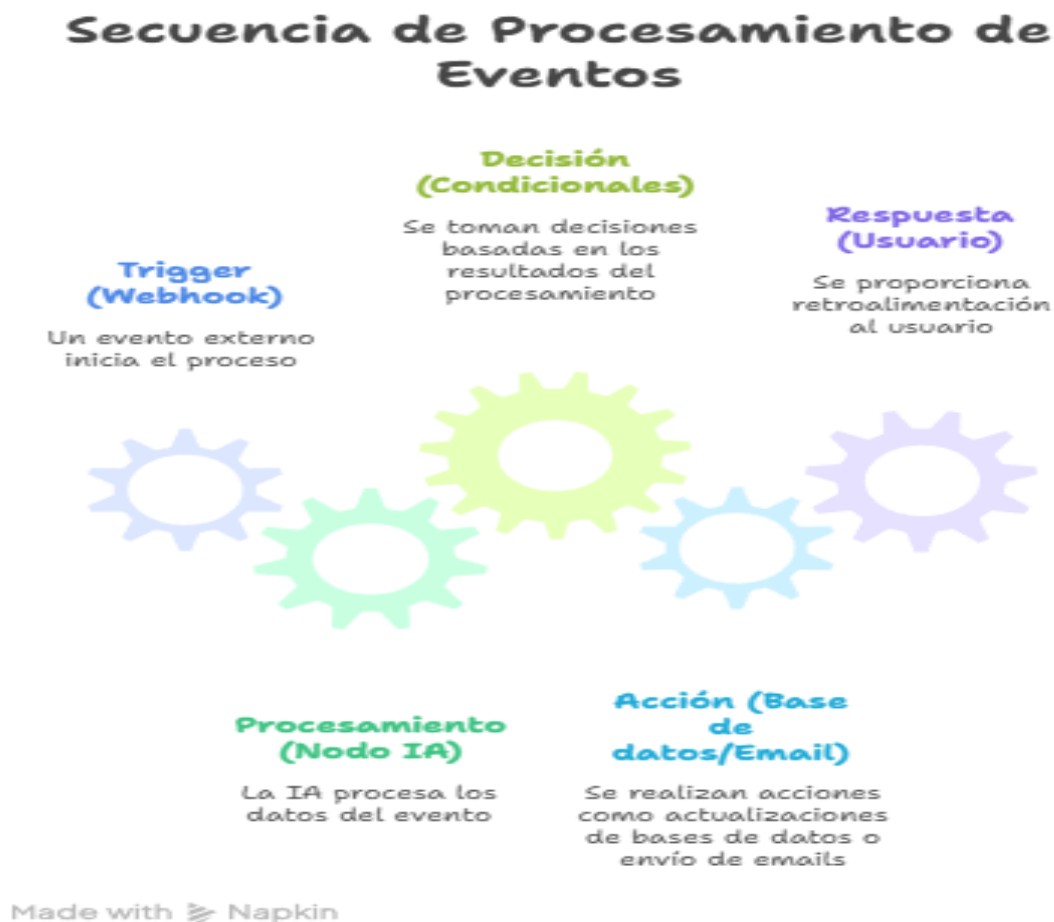 Secuencia de Procesamiento de
Eventos
Trigger
(Webhook)
Un evento externo
inicia el proceso
Procesamiento
(Nodo IA)
La IA procesa los
datos del evento
Decisión
(Condicionales)
Se toman decisiones
basadas en los
resultados del
procesamiento
Acción (Base
de
datos/Email)
Se realizan acciones
como actualizaciones
de bases de datos o
envío de emails
Respuesta
(Usuario)
Se proporciona
retroalimentación
al usuario
Made with Napkin